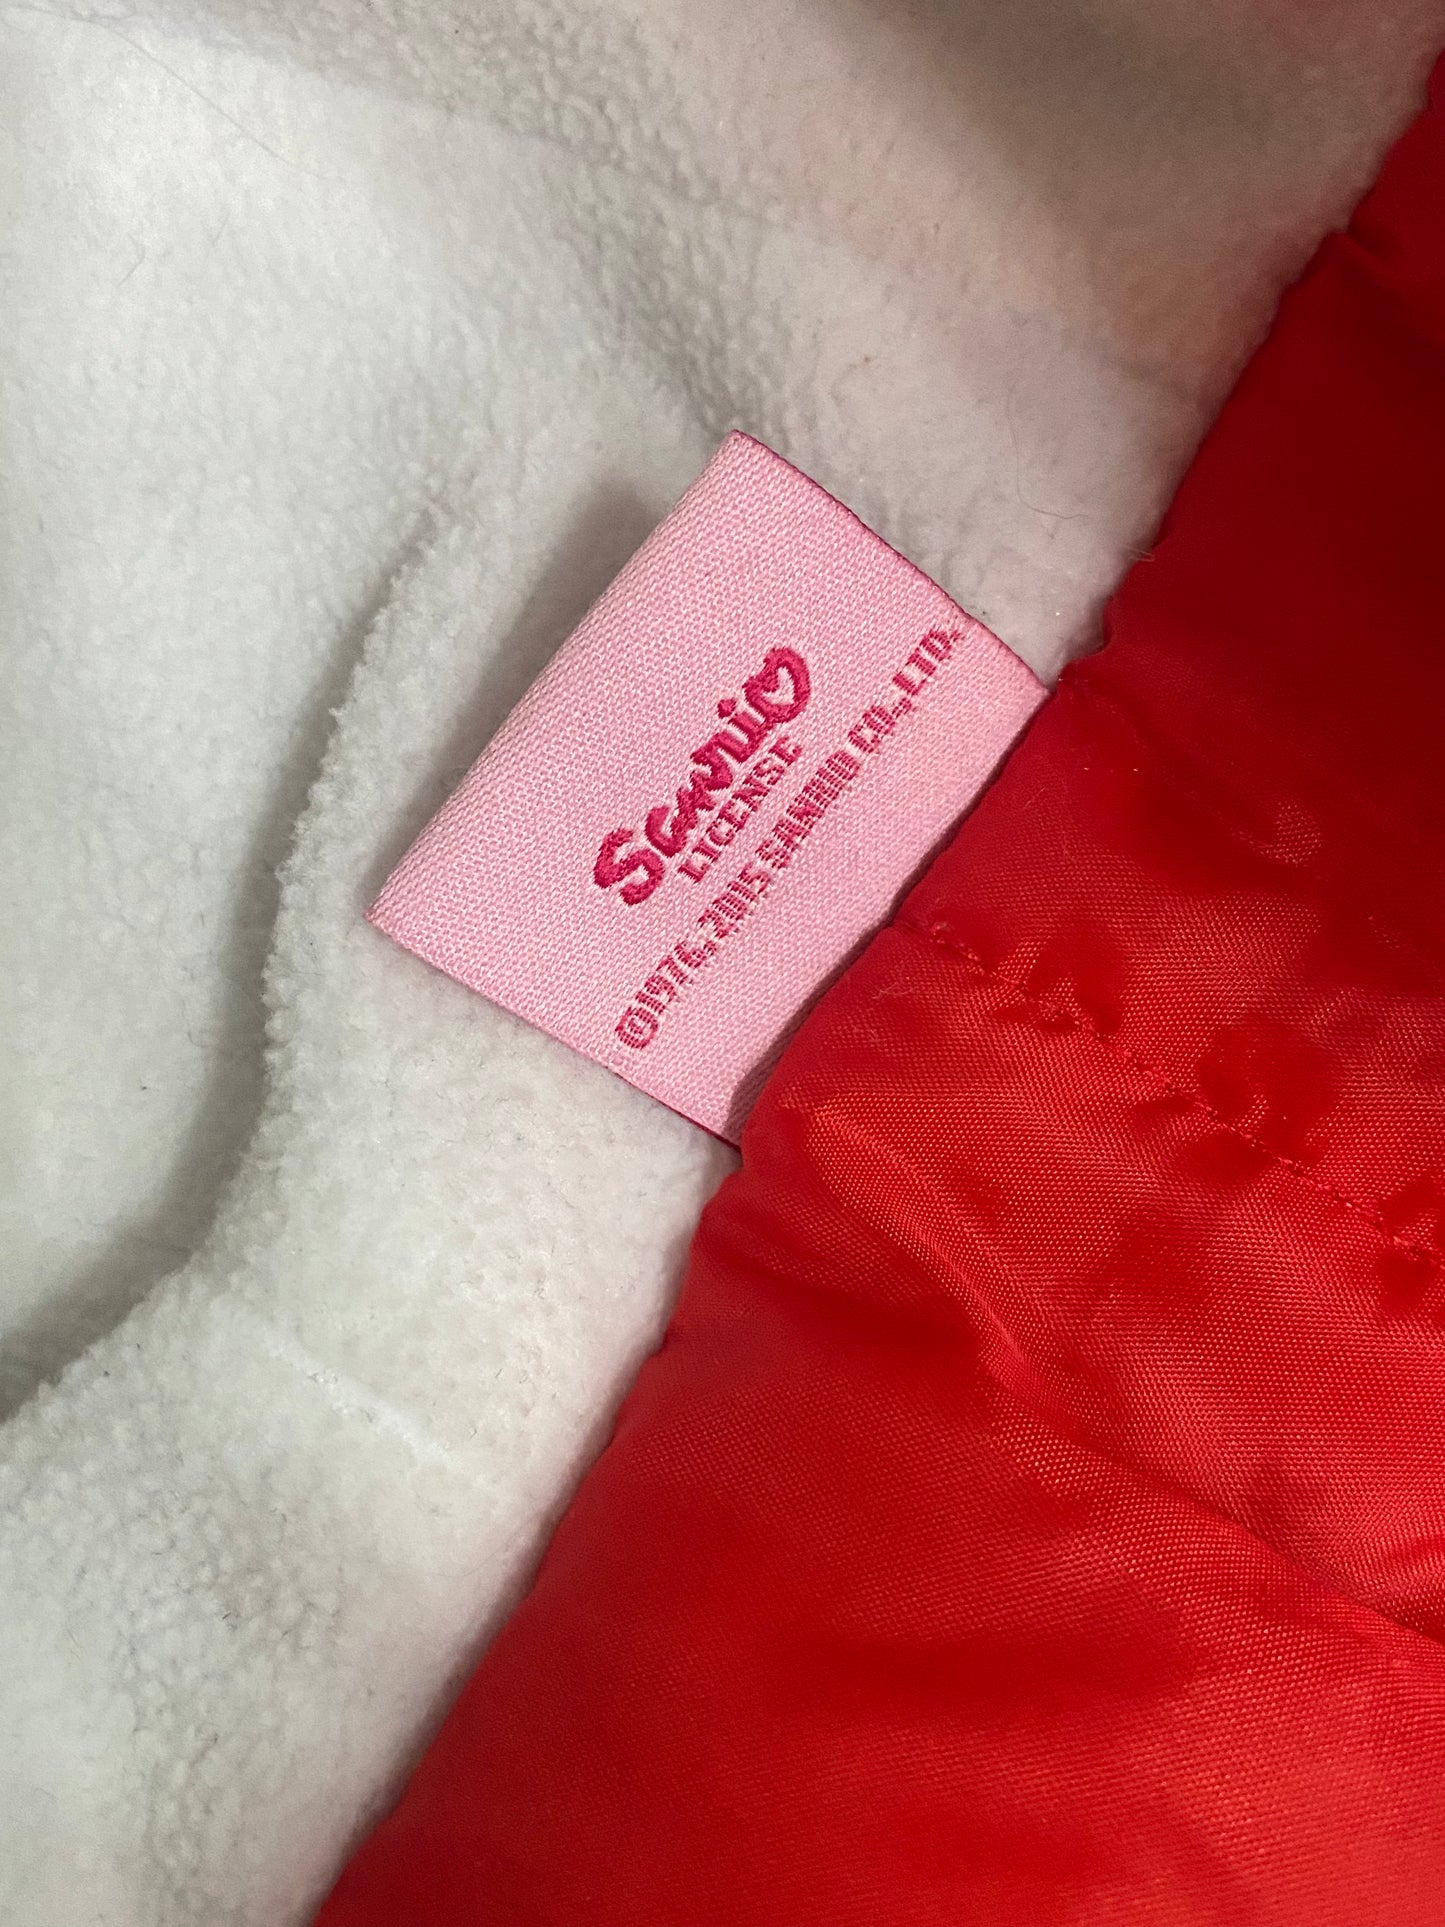 Sanrio
LICENSE
©1976, 2015 SANRIO CO., LTD.